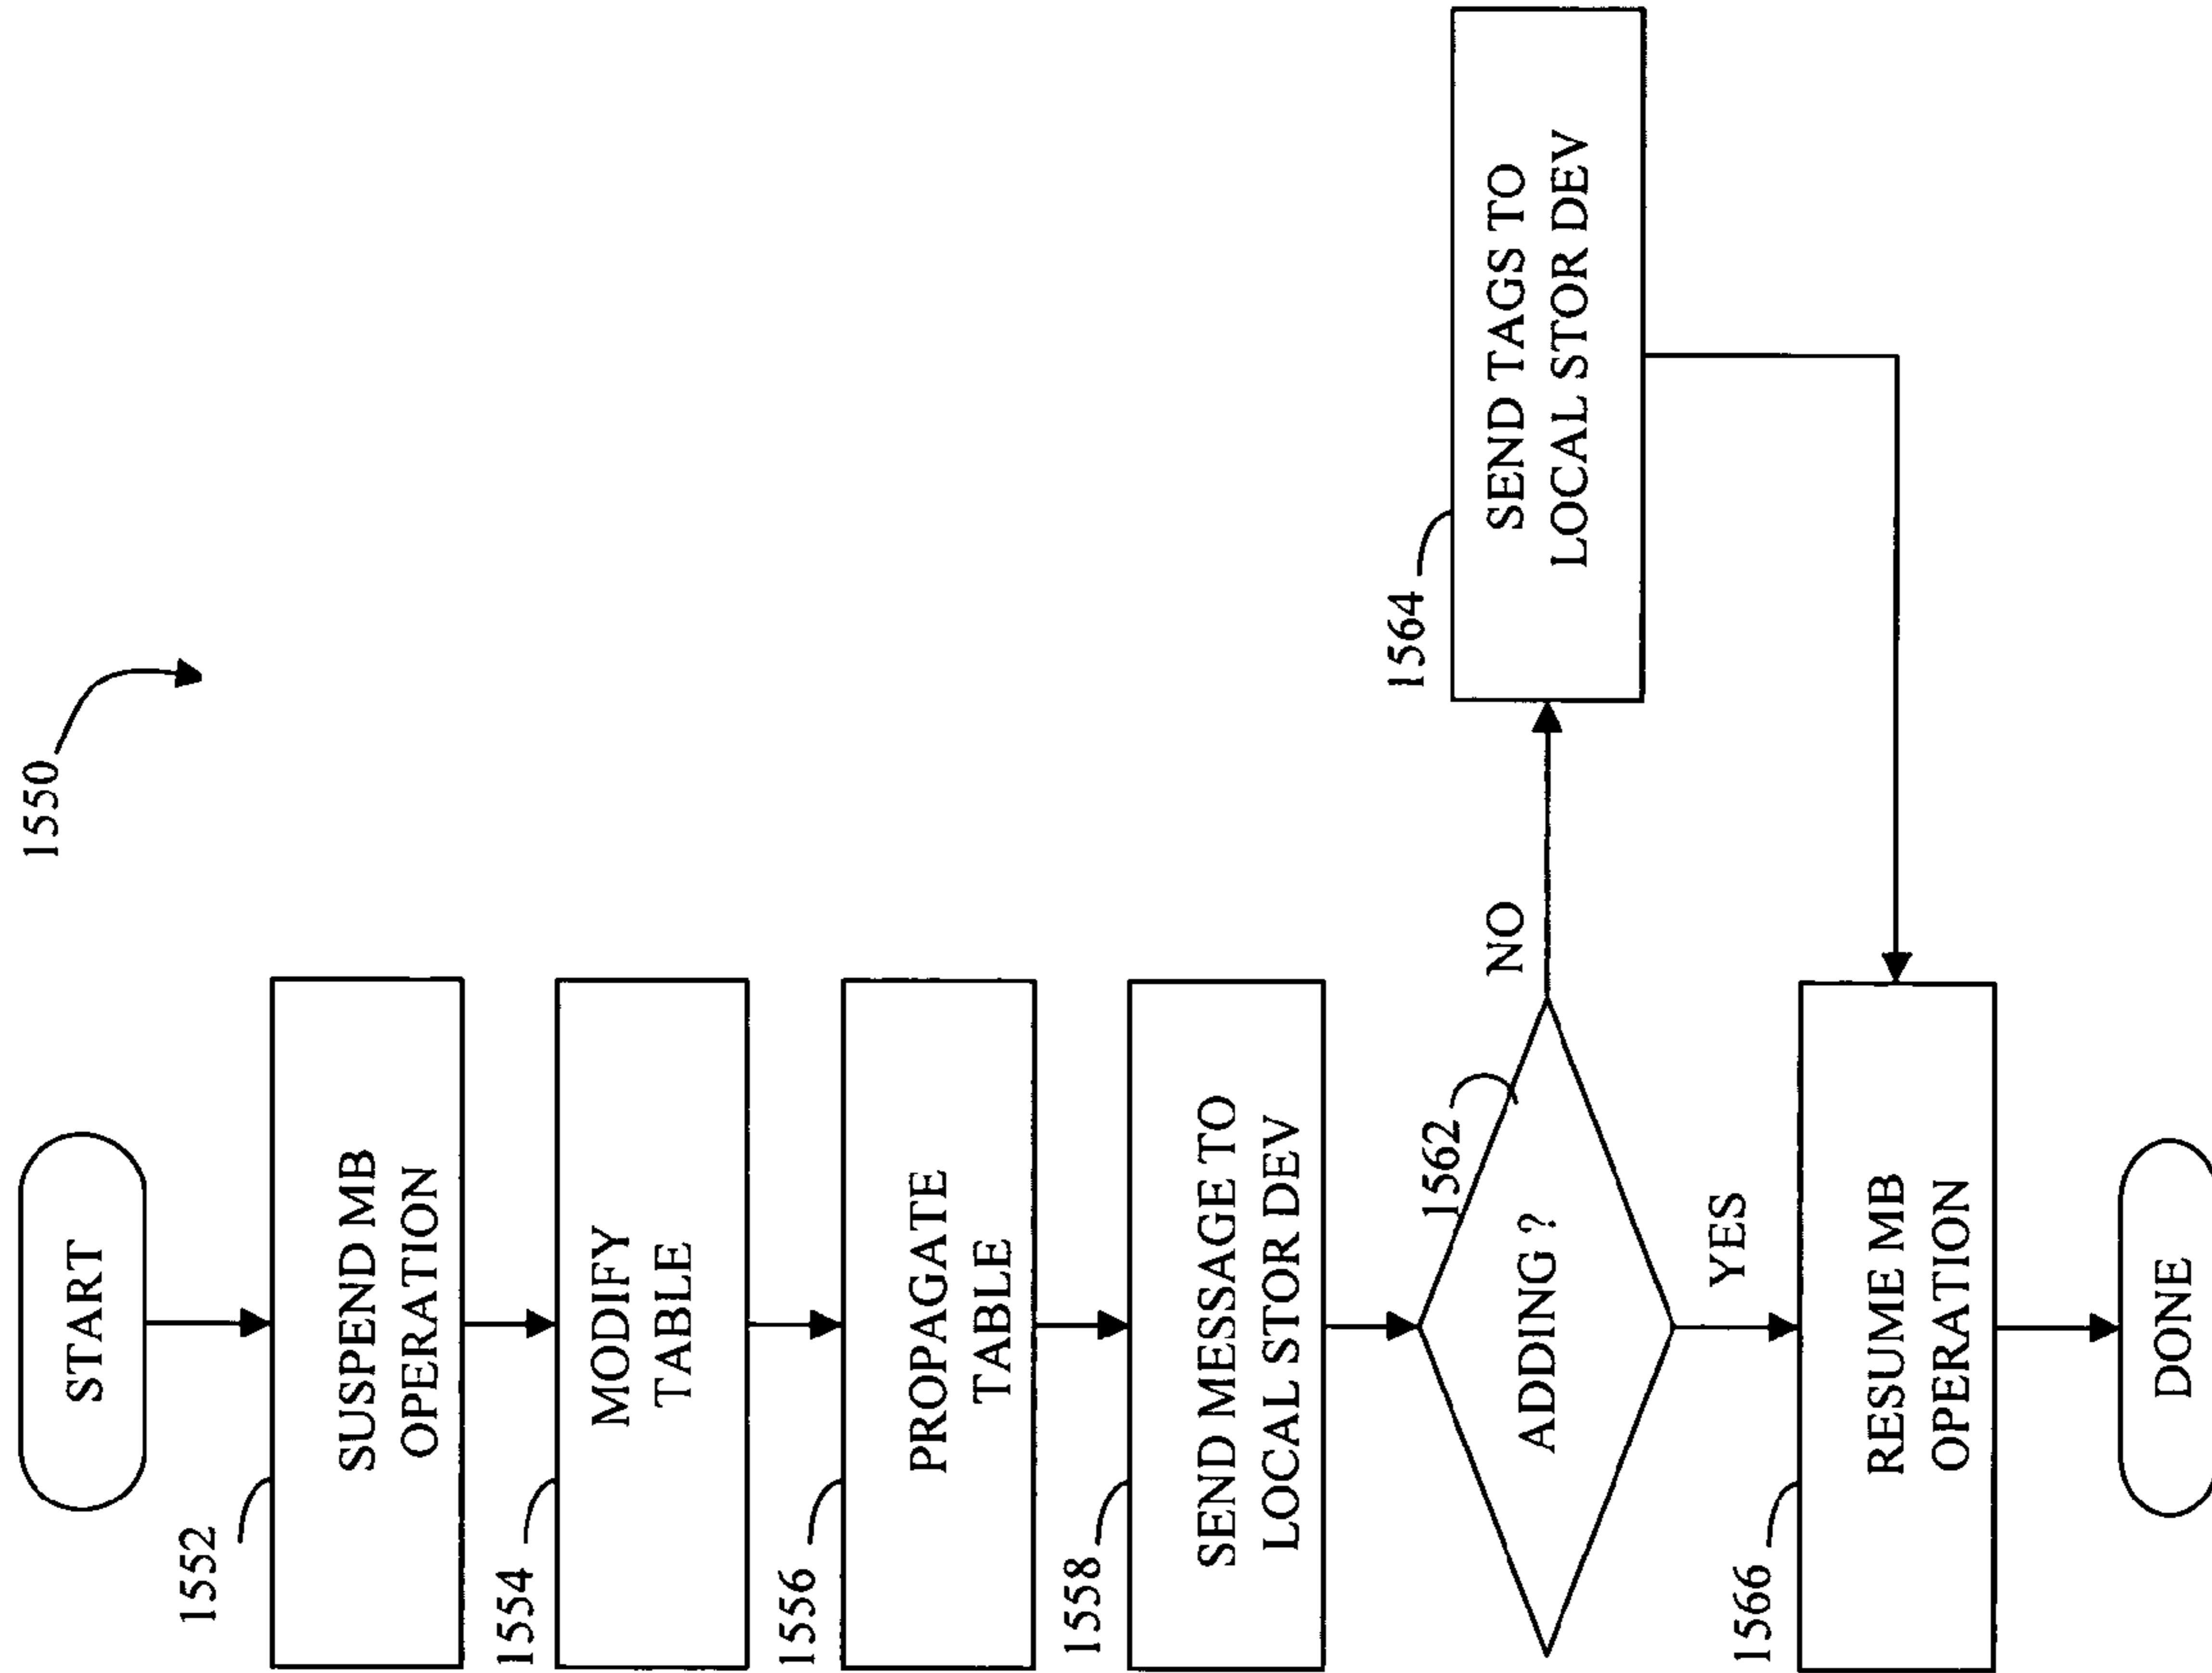 1550
START
1552
SUSPEND MB
OPERATION
1554
MODIFY
TABLE
1556
PROPAGATE
TABLE
1558
SEND MESSAGE TO
LOCAL STOR DEV
1562
ADDING ?
NO
1564
SEND TAGS TO
LOCAL STOR DEV
YES
1566
RESUME MB
OPERATION
DONE